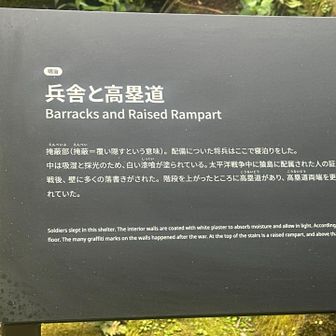 明治
兵舎と高塁道
Barracks and Raised Rampart
掩蔽部(掩蔽=覆い隠すという意味)。配備についた将兵はここで寝泊りをした。
中は吸湿と採光のため、白い漆喰が塗られている。太平洋戦争中に猿島に配属された人の証
戦後、壁に多くの落書きがされた。階段を上がったところに高塁道があり、高塁道両端を更
れていた。
Soldiers slept in this shelter. The interior walls are coated with white plaster to absorb moisture and allow in light. According
floor. The many graffiti marks on the walls happened after the war. At the top of the stairs is a raised rampart, and above tha